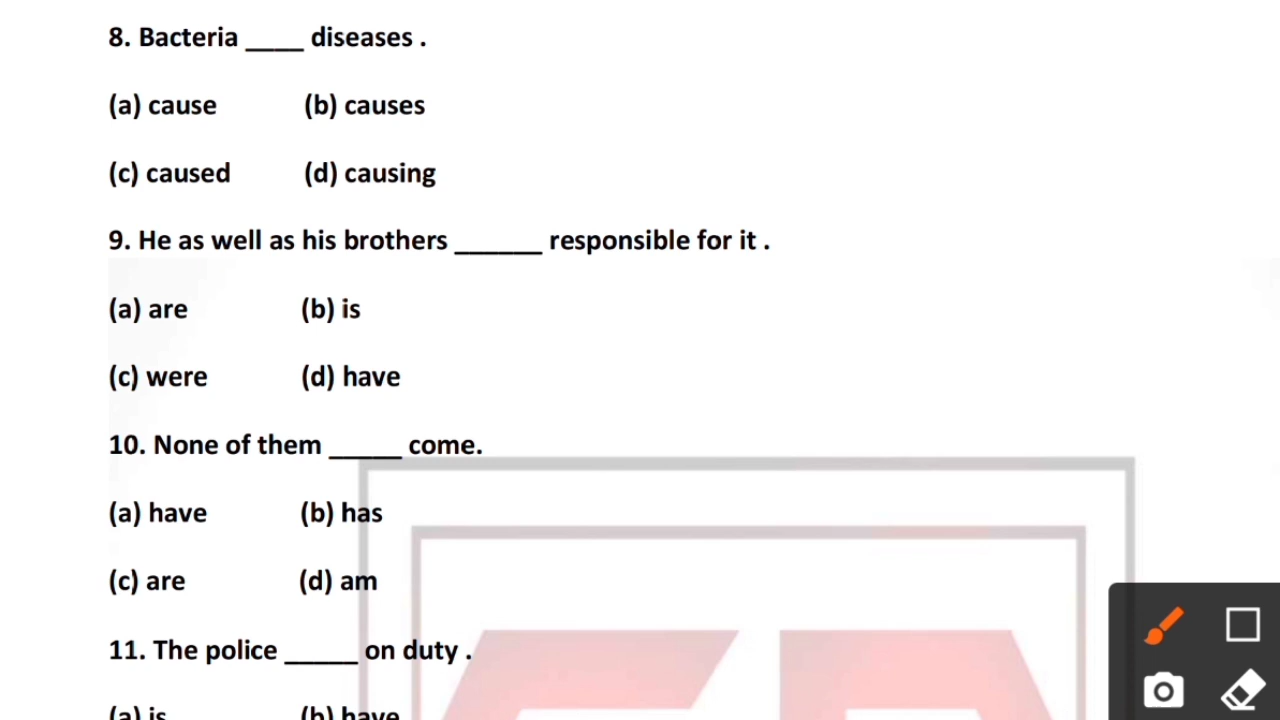 8. Bacteria ____ diseases .
(a) cause (b) causes
(c) caused (d) causing
9. He as well as his brothers ______ responsible for it .
(a) are (b) is
(c) were (d) have
10. None of them _____ come.
(a) have (b) has
(c) are (d) am
11. The police _____ on duty .
(a) is (b) have